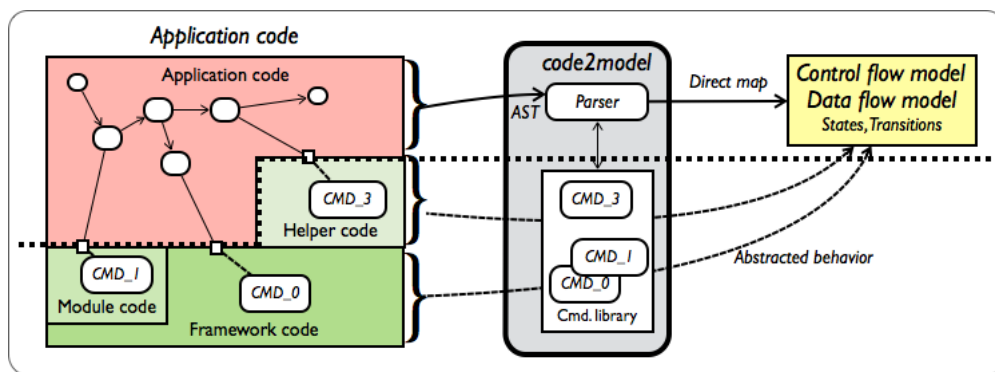 Application code
Application code
CMD_3
Helper code
CMD_1
Module code
CMD_0
Framework code
code2model
AST
Parser
CMD_3
CMD_1
CMD_0
Cmd. library
Direct map
Control flow model
Data flow model
States, Transitions
Abstracted behavior